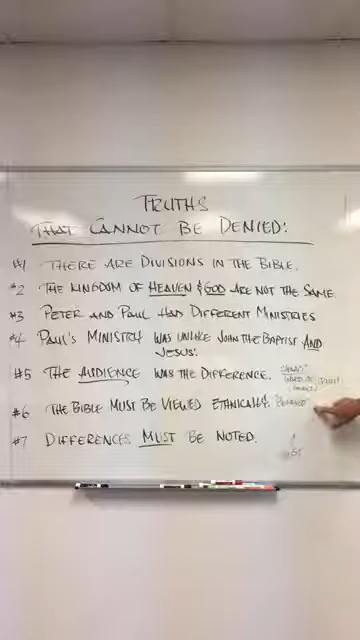 TRUTHS
THAT CANNOT BE DENIED:
#1 THERE ARE DIVISIONS IN THE BIBLE.
#2 THE KINGDOM OF HEAVEN & GOD ARE NOT THE SAME
#3 PETER AND PAUL HAD DIFFERENT MINISTRIES
#4 PAUL'S MINISTRY WAS UNLIKE JOHN THE BAPTIST AND
JESUS'.
#5 THE AUDIENCE WAS THE DIFFERENCE.
#6 THE BIBLE MUST BE VIEWED ETHNICALLY.
#7 DIFFERENCES MUST BE NOTED.